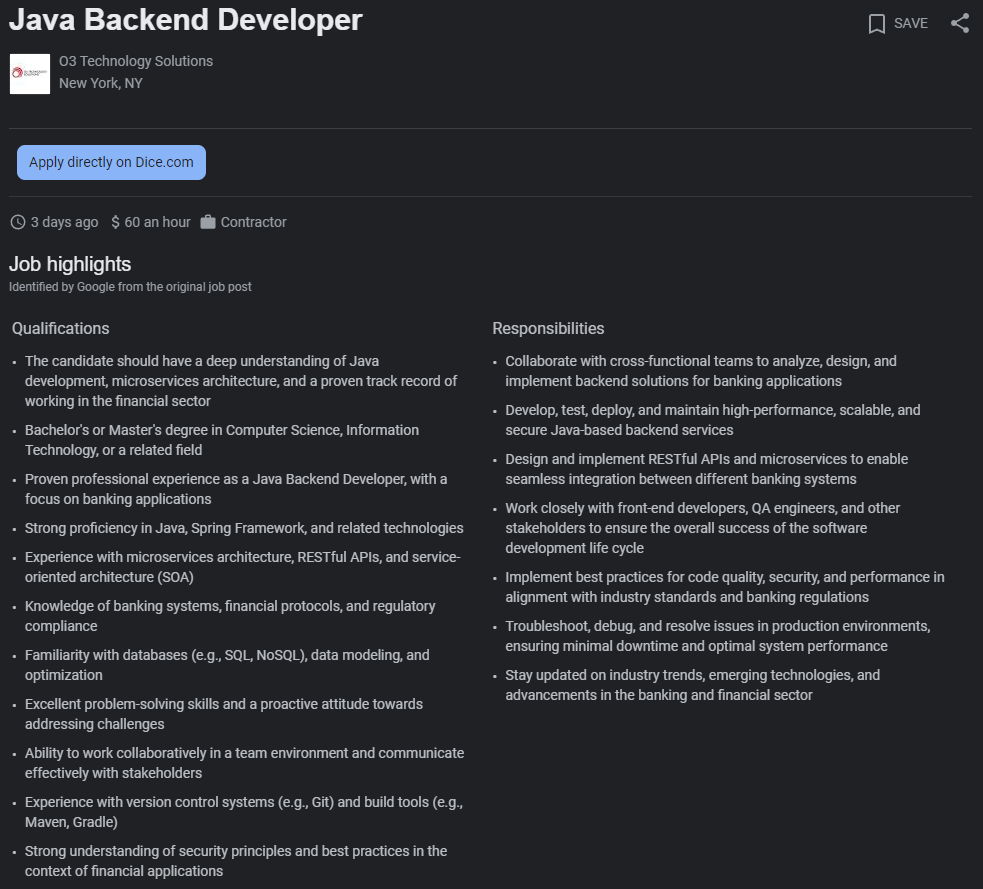 Java Backend Developer
SAVE
O3 Technology Solutions
New York, NY
Apply directly on Dice.com
3 days ago $ 60 an hour Contractor
Job highlights
Identified by Google from the original job post
Qualifications
• The candidate should have a deep understanding of Java
development, microservices architecture, and a proven track record of
working in the financial sector
• Bachelor's or Master's degree in Computer Science, Information
Technology, or a related field
• Proven professional experience as a Java Backend Developer, with a
focus on banking applications
• Strong proficiency in Java, Spring Framework, and related technologies
• Experience with microservices architecture, RESTful APIs, and service-
oriented architecture (SOA)
• Knowledge of banking systems, financial protocols, and regulatory
compliance
• Familiarity with databases (e.g., SQL, NoSQL), data modeling, and
optimization
• Excellent problem-solving skills and a proactive attitude towards
addressing challenges
• Ability to work collaboratively in a team environment and communicate
effectively with stakeholders
• Experience with version control systems (e.g., Git) and build tools (e.g.,
Maven, Gradle)
• Strong understanding of security principles and best practices in the
context of financial applications
Responsibilities
• Collaborate with cross-functional teams to analyze, design, and
implement backend solutions for banking applications
• Develop, test, deploy, and maintain high-performance, scalable, and
secure Java-based backend services
• Design and implement RESTful APIs and microservices to enable
seamless integration between different banking systems
• Work closely with front-end developers, QA engineers, and other
stakeholders to ensure the overall success of the software
development life cycle
• Implement best practices for code quality, security, and performance in
alignment with industry standards and banking regulations
• Troubleshoot, debug, and resolve issues in production environments,
ensuring minimal downtime and optimal system performance
• Stay updated on industry trends, emerging technologies, and
advancements in the banking and financial sector